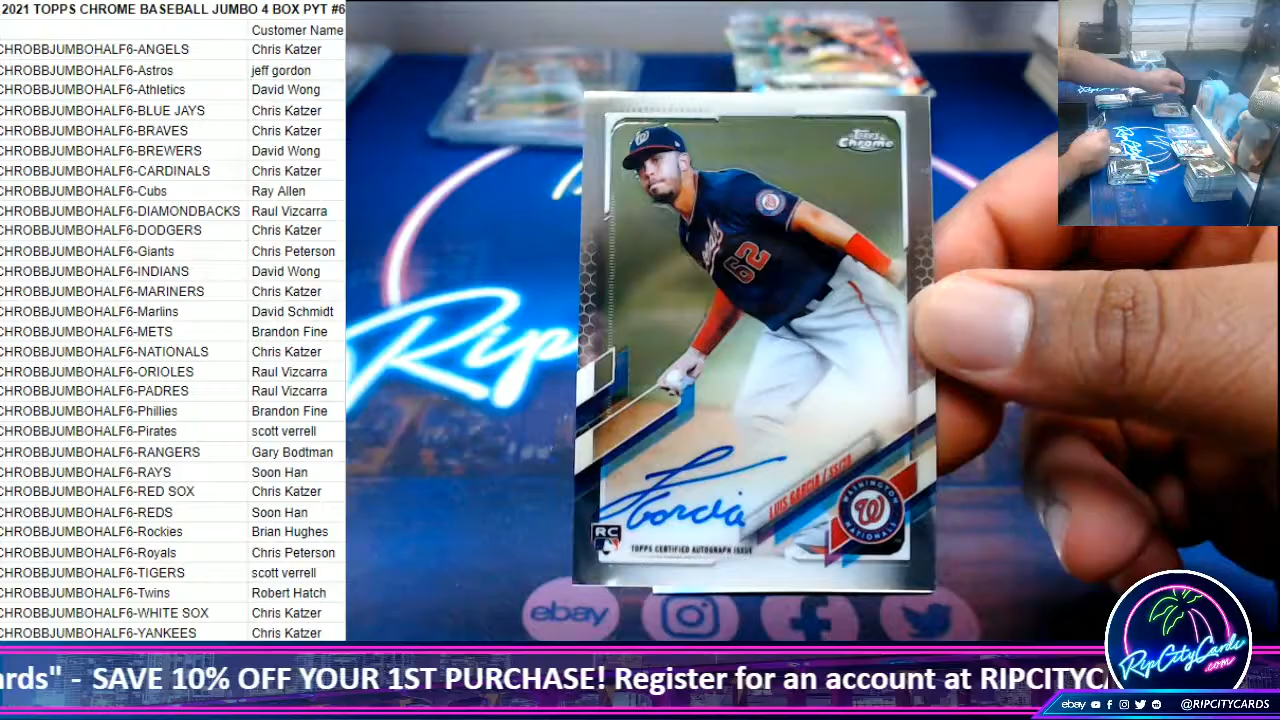 2021 TOPPS CHROME BASEBALL JUMBO 4 BOX PYT #6
Customer Name
CHROBBJUMBOHALF6-ANGELS Chris Katzer
CHROBBJUMBOHALF6-Astros jeff gordon
CHROBBJUMBOHALF6-Athletics David Wong
CHROBBJUMBOHALF6-BLUE JAYS Chris Katzer
CHROBBJUMBOHALF6-BRAVES Chris Katzer
CHROBBJUMBOHALF6-BREWERS David Wong
CHROBBJUMBOHALF6-CARDINALS Chris Katzer
CHROBBJUMBOHALF6-Cubs Ray Allen
CHROBBJUMBOHALF6-DIAMONDBACKS Raul Vizcarra
CHROBBJUMBOHALF6-DODGERS Chris Katzer
CHROBBJUMBOHALF6-Giants Chris Peterson
CHROBBJUMBOHALF6-INDIANS David Wong
CHROBBJUMBOHALF6-MARINERS Chris Katzer
CHROBBJUMBOHALF6-Marlins David Schmidt
CHROBBJUMBOHALF6-METS Brandon Fine
CHROBBJUMBOHALF6-NATIONALS Chris Katzer
CHROBBJUMBOHALF6-ORIOLES Raul Vizcarra
CHROBBJUMBOHALF6-PADRES Raul Vizcarra
CHROBBJUMBOHALF6-Phillies Brandon Fine
CHROBBJUMBOHALF6-Pirates scott verrell
CHROBBJUMBOHALF6-RANGERS Gary Bodtman
CHROBBJUMBOHALF6-RAYS Soon Han
CHROBBJUMBOHALF6-RED SOX Chris Katzer
CHROBBJUMBOHALF6-REDS Soon Han
CHROBBJUMBOHALF6-Rockies Brian Hughes
CHROBBJUMBOHALF6-Royals Chris Peterson
CHROBBJUMBOHALF6-TIGERS scott verrell
CHROBBJUMBOHALF6-Twins Robert Hatch
CHROBBJUMBOHALF6-WHITE SOX Chris Katzer
CHROBBJUMBOHALF6-YANKEES Chris Katzer
Topps Chrome
W
62
Rip
L Garcia
LUIS GARCIA / SS/2B
WASHINGTON NATIONALS
W
RC
TOPPS CERTIFIED AUTOGRAPH ISSUE
ebay
RipCityCards
.com
rds" - SAVE 10% OFF YOUR 1ST PURCHASE! Register for an account at RIPCITYC
ebay @RIPCITYCARDS